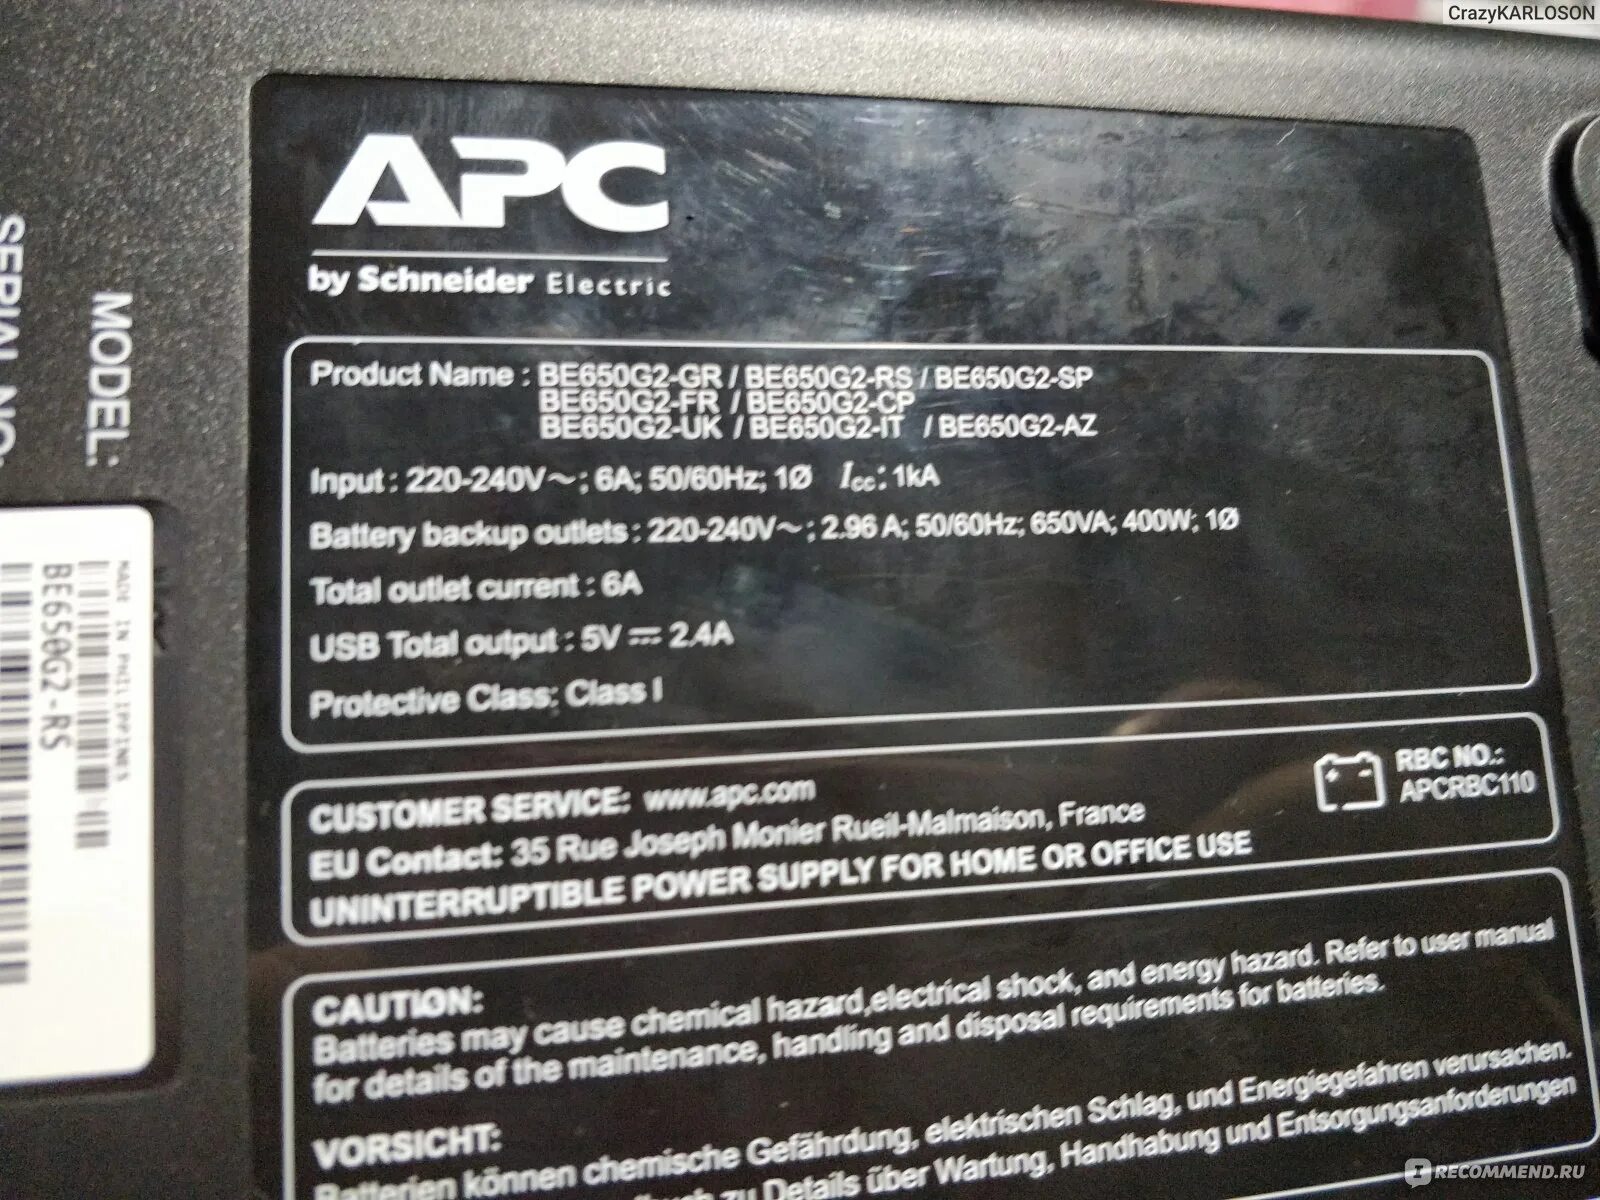 CrazyKARLOSON
APC
by Schneider Electric
Product Name : BE650G2-GR / BE650G2-RS / BE650G2-SP
BE650G2-FR / BE650G2-CP
BE650G2-UK / BE650G2-IT / BE650G2-AZ
Input : 220-240V～; 6A; 50/60Hz; 1Ø Icc: 1kA
Battery backup outlets : 220-240V～; 2.96 A; 50/60Hz; 650VA; 400W; 1Ø
Total outlet current : 6A
USB Total output : 5V ⎓ 2.4A
Protective Class: Class I
CUSTOMER SERVICE: www.apc.com
EU Contact: 35 Rue Joseph Monier Rueil-Malmaison, France
UNINTERRUPTIBLE POWER SUPPLY FOR HOME OR OFFICE USE
RBC NO.:
APCRBC110
CAUTION:
Batteries may cause chemical hazard,electrical shock, and energy hazard. Refer to user manual
for details of the maintenance, handling and disposal requirements for batteries.
VORSICHT:
Batterien können chemische Gefährdung, elektrischen Schlag, und Energiegefahren verursachen.
zu Details über Wartung, Handhabung und Entsorgungsanforderungen
MODEL:
SERIAL NO:
MADE IN PHILIPPINES
BE650G2-RS
IRECOMMEND.RU